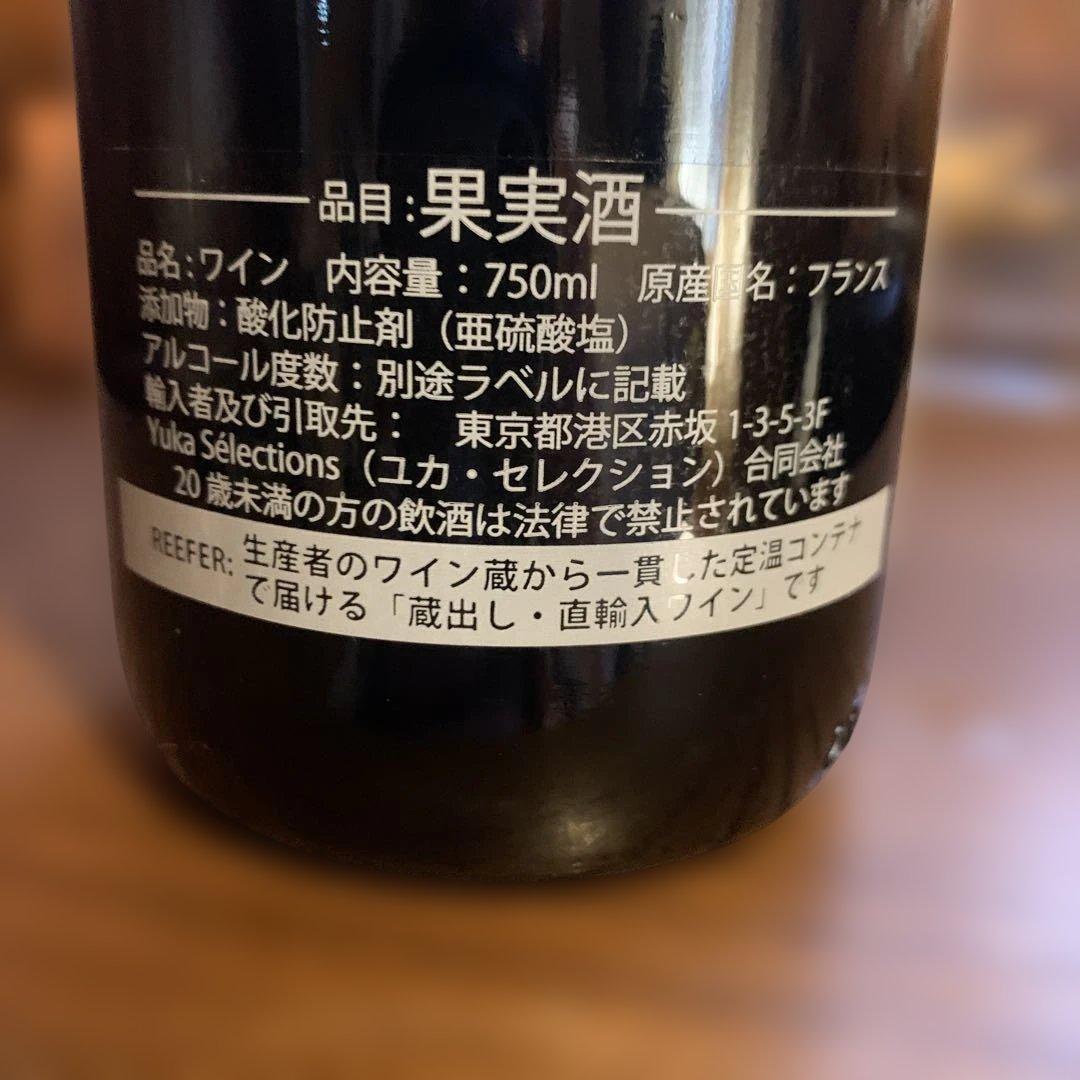 品目:果実酒
品名:ワイン 内容量:750ml 原産国名:フランス
添加物:酸化防止剤(亜硫酸塩)
アルコール度数:別途ラベルに記載
輸入者及び引取先: 東京都港区赤坂1-3-5-3F
Yuka Sélections(ユカ・セレクション)合同会社
20歳未満の方の飲酒は法律で禁止されています
REEFER: 生産者のワイン蔵から一貫した定温コンテナ
で届ける「蔵出し・直輸入ワイン」です